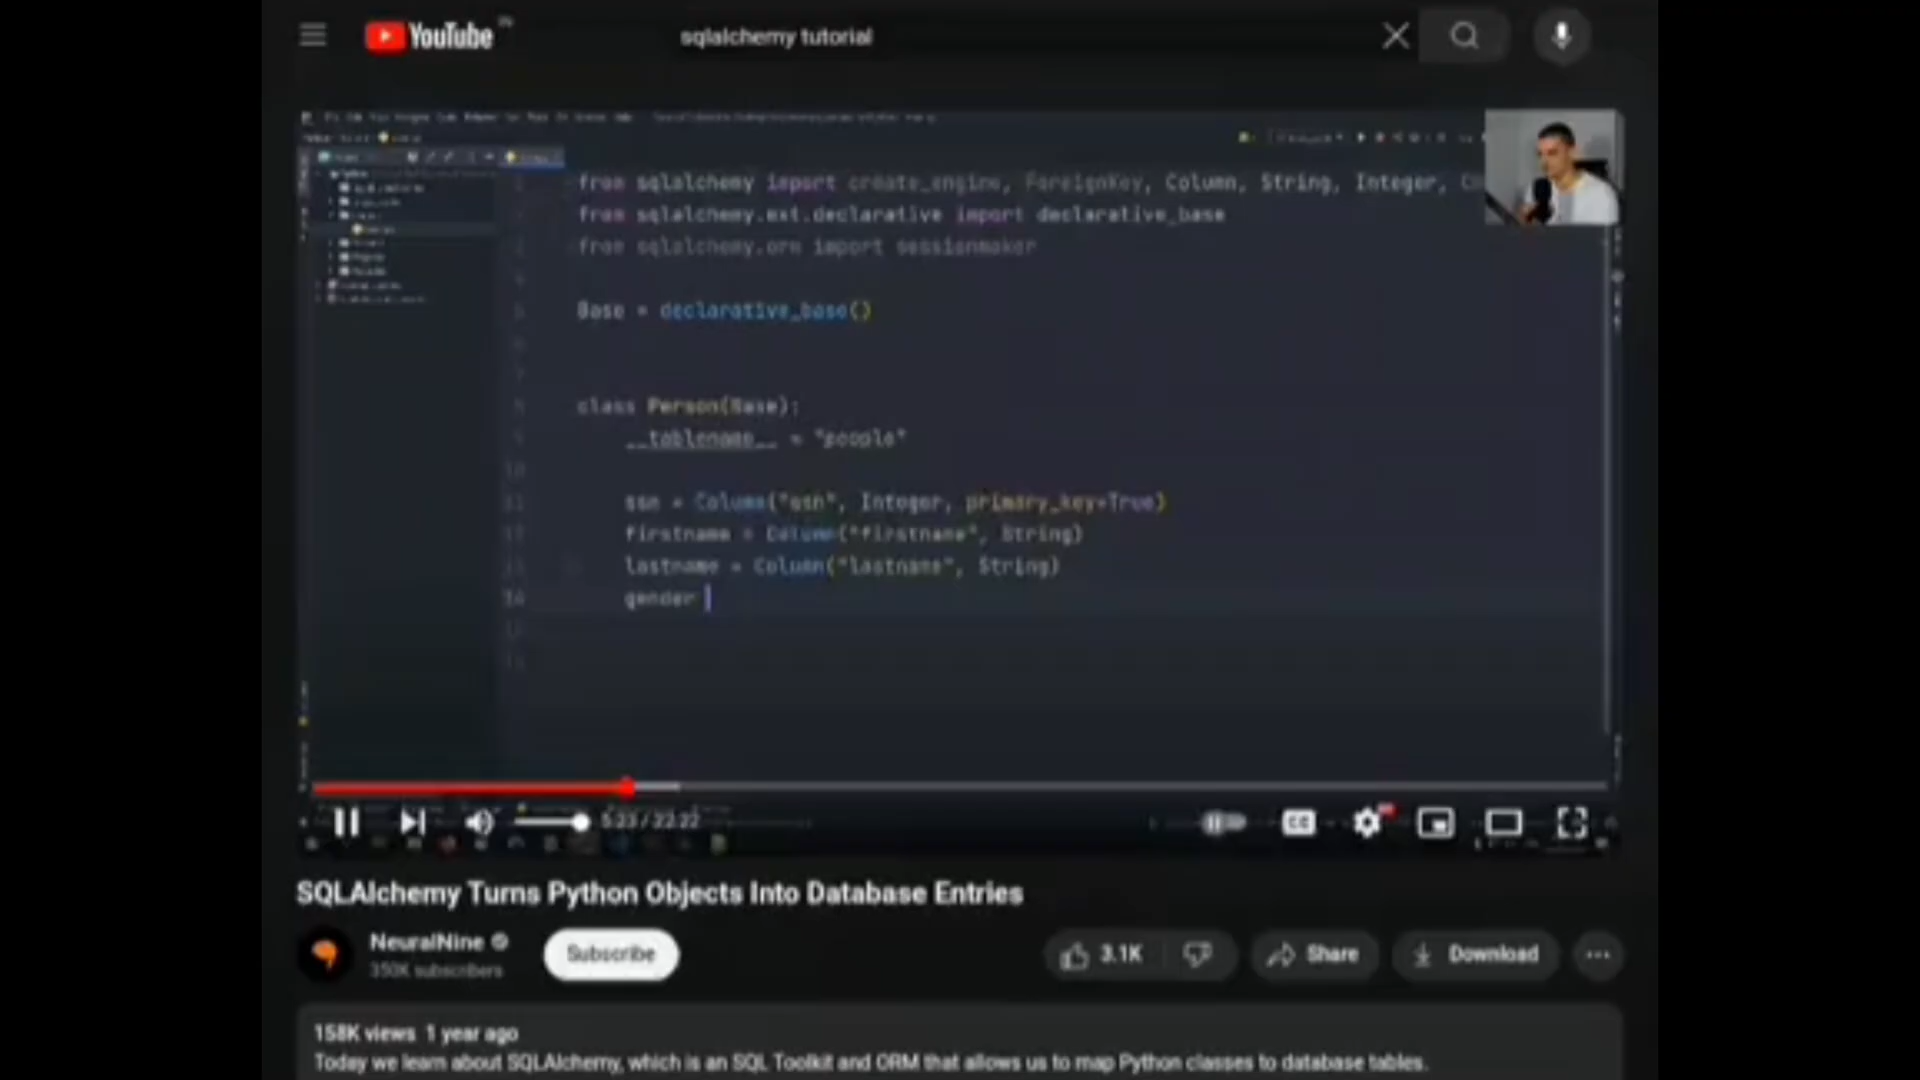 YouTube
sqlalchemy tutorial
from sqlalchemy import create_engine, ForeignKey, Column, String, Integer,
from sqlalchemy.ext.declarative import declarative_base
from sqlalchemy.orm import sessionmaker
Base = declarative_base()
class Person(Base):
__tablename__ = "people"
ssn = Column("ssn", Integer, primary_key=True)
firstname = Column("firstname", String)
lastname = Column("lastname", String)
gender
5:23 / 22:22
CC
SQLAlchemy Turns Python Objects Into Database Entries
NeuralNine
350K subscribers
Subscribe
3.1K
Share
Download
158K views 1 year ago
Today we learn about SQLAlchemy, which is an SQL Toolkit and ORM that allows us to map Python classes to database tables.